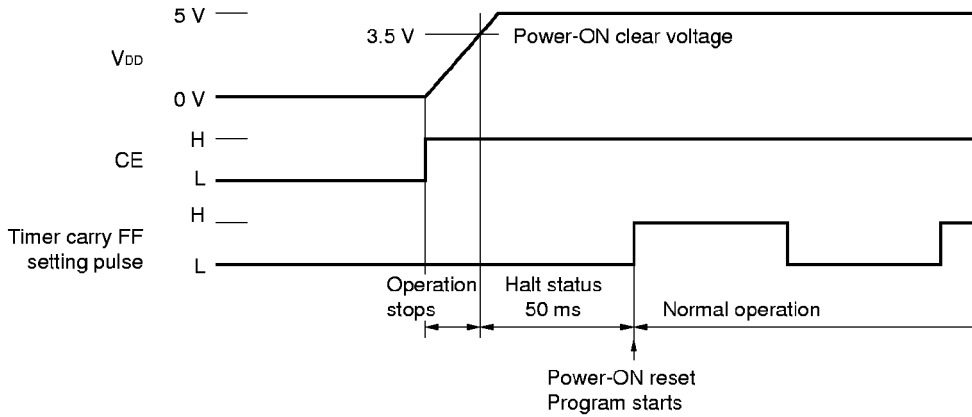 5 V
3.5 V
Power-ON clear voltage
VDD
0 V
H
CE
L
H
Timer carry FF
setting pulse
L
Operation
stops
Halt status
50 ms
Normal operation
Power-ON reset
Program starts